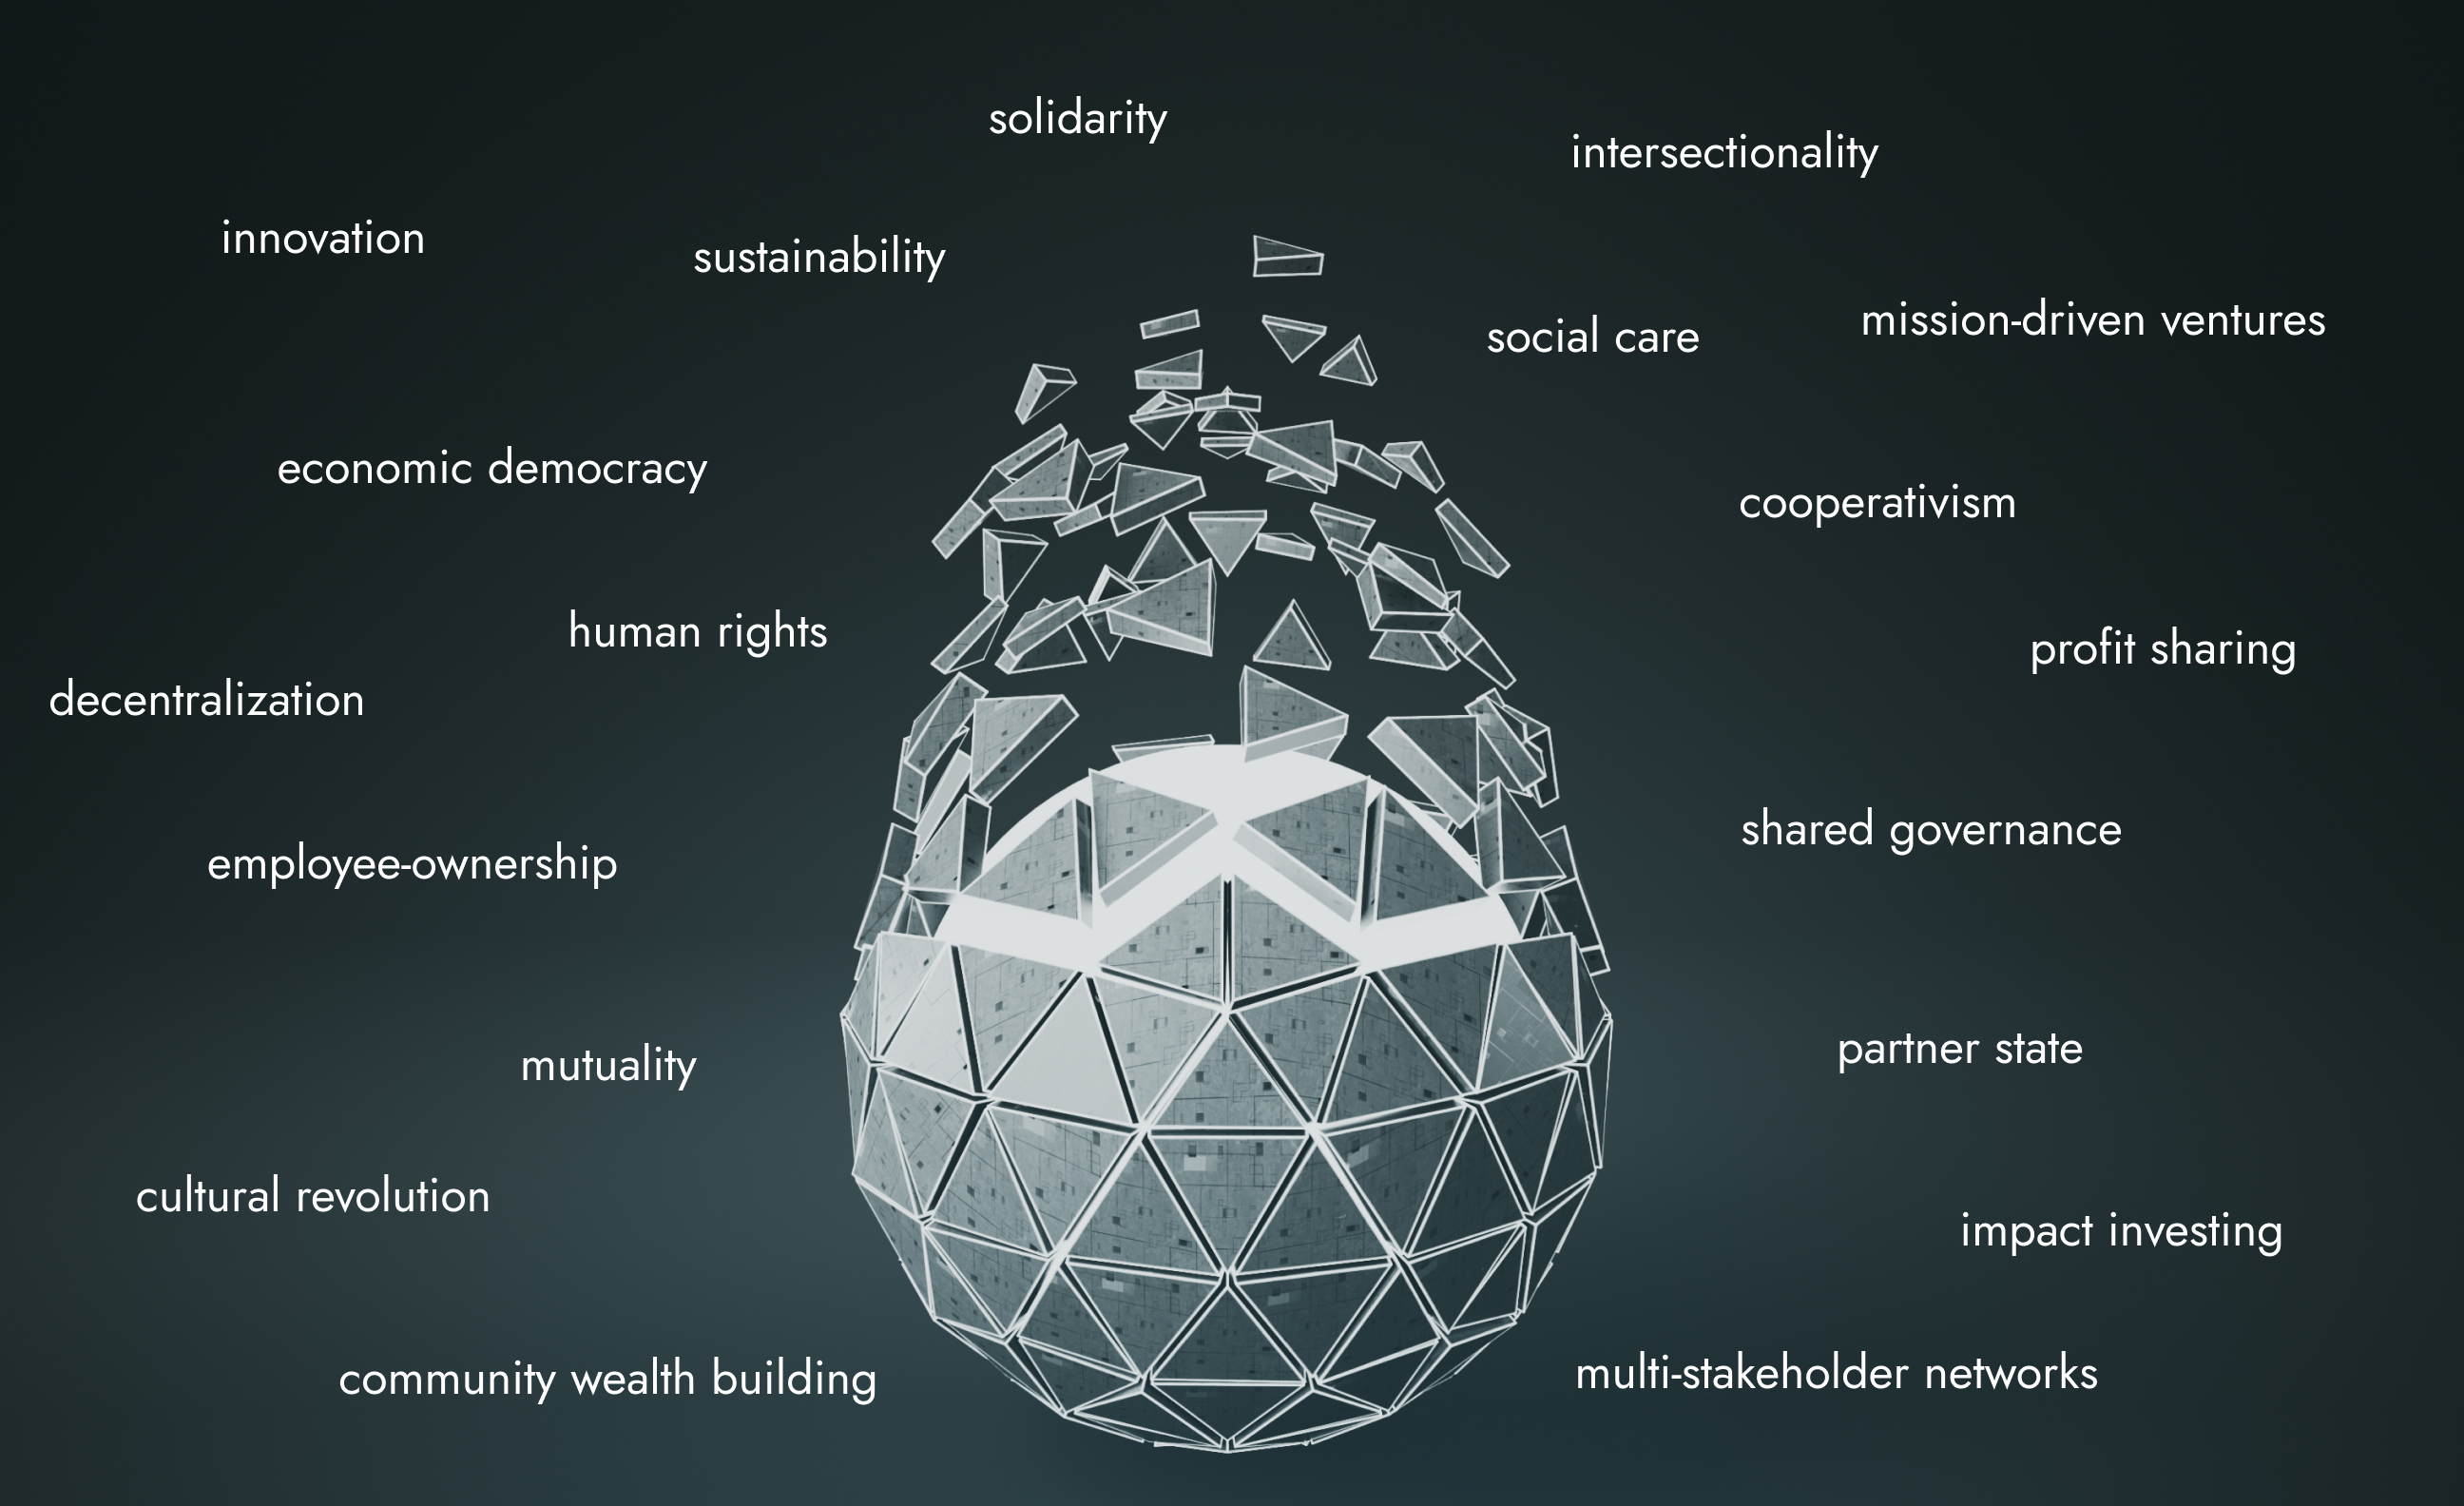 solidarity
intersectionality
innovation
sustainability
mission-driven ventures
social care
economic democracy
cooperativism
human rights
profit sharing
decentralization
shared governance
employee-ownership
partner state
mutuality
cultural revolution
impact investing
multi-stakeholder networks
community wealth building